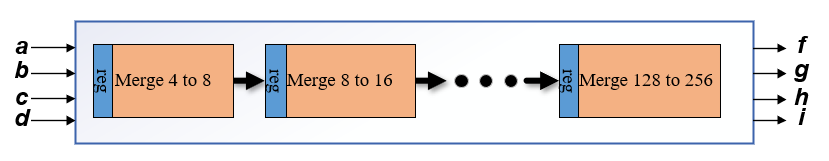 a
b
c
d
reg
Merge 4 to 8
reg
Merge 8 to 16
reg
Merge 128 to 256
f
g
h
i